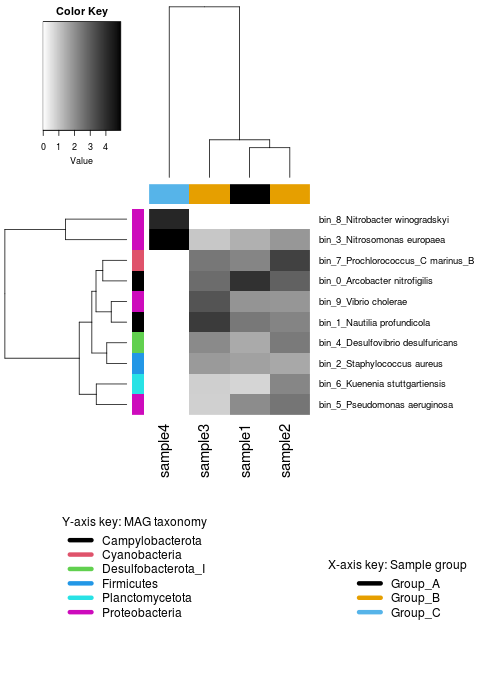 Color Key
0 1 2 3 4
Value
bin_8_Nitrobacter winogradskyi
bin_3_Nitrosomonas europaea
bin_7_Prochlorococcus_C marinus_B
bin_0_Arcobacter nitrofigilis
bin_9_Vibrio cholerae
bin_1_Nautilia profundicola
bin_4_Desulfovibrio desulfuricans
bin_2_Staphylococcus aureus
bin_6_Kuenenia stuttgartiensis
bin_5_Pseudomonas aeruginosa
sample4
sample3
sample1
sample2
Y-axis key: MAG taxonomy
Campylobacterota
Cyanobacteria
Desulfobacterota_I
Firmicutes
Planctomycetota
Proteobacteria
X-axis key: Sample group
Group_A
Group_B
Group_C